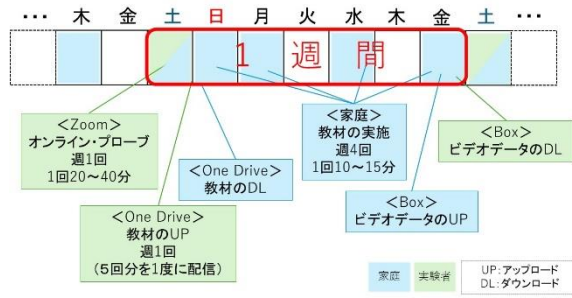 … 木 金 土 日 月 火 水 木 金 土 …
1 週 間
<Zoom>
オンライン・プローブ
週1回
1回20～40分
<One Drive>
教材のUP
週1回
(5回分を1度に配信)
<One Drive>
教材のDL
<家庭>
教材の実施
週4回
1回10～15分
<Box>
ビデオデータのUP
<Box>
ビデオデータのDL
家庭
実験者
UP:アップロード
DL:ダウンロード